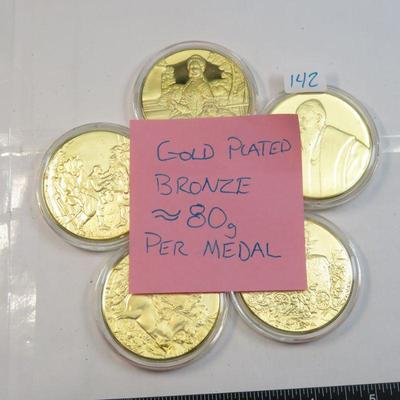 142
GOLD PLATED
BRONZE
≈80g
PER MEDAL